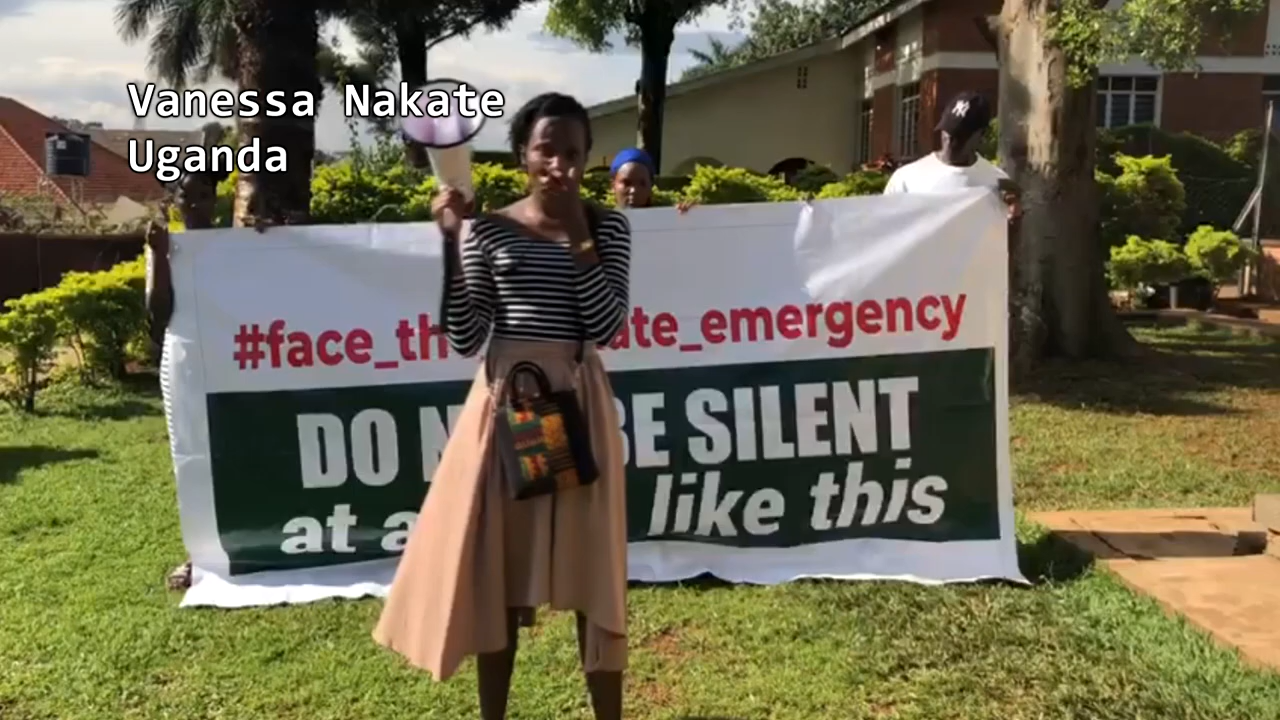 Vanessa Nakate
Uganda
#face_th ate_emergency
DO N BE SILENT
at a like this